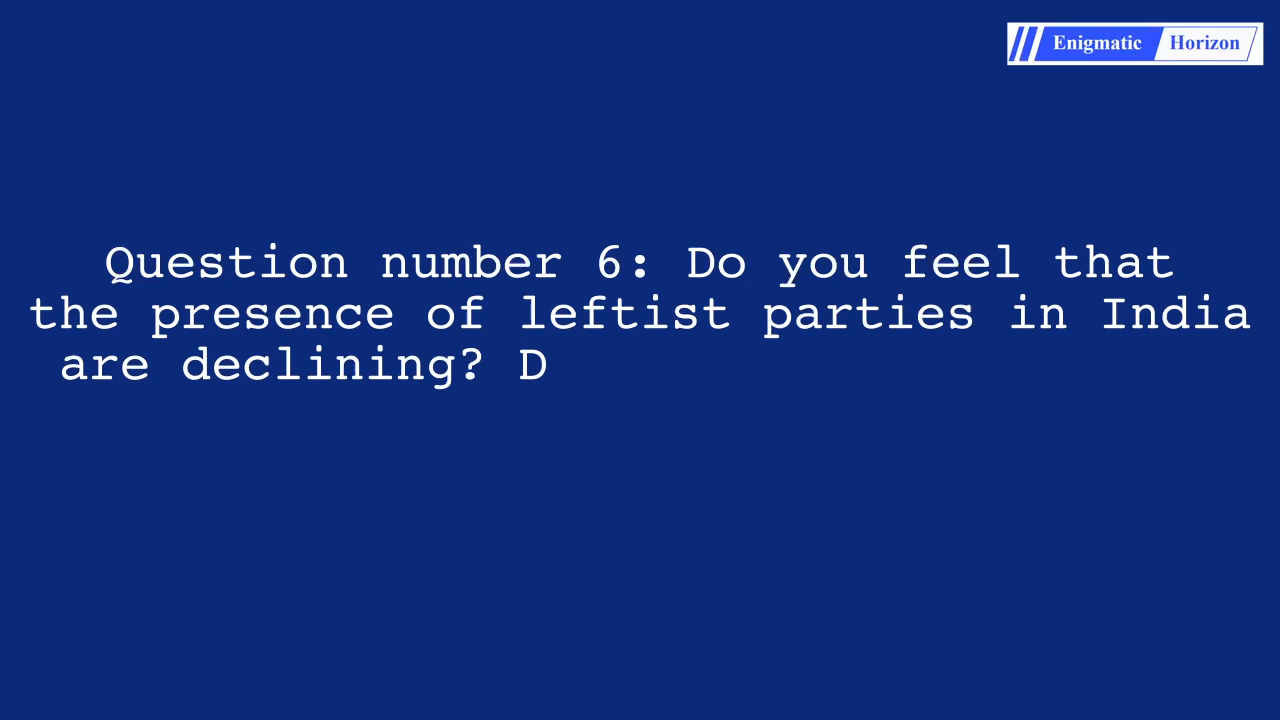 Enigmatic Horizon
Question number 6: Do you feel that
the presence of leftist parties in India
are declining? D